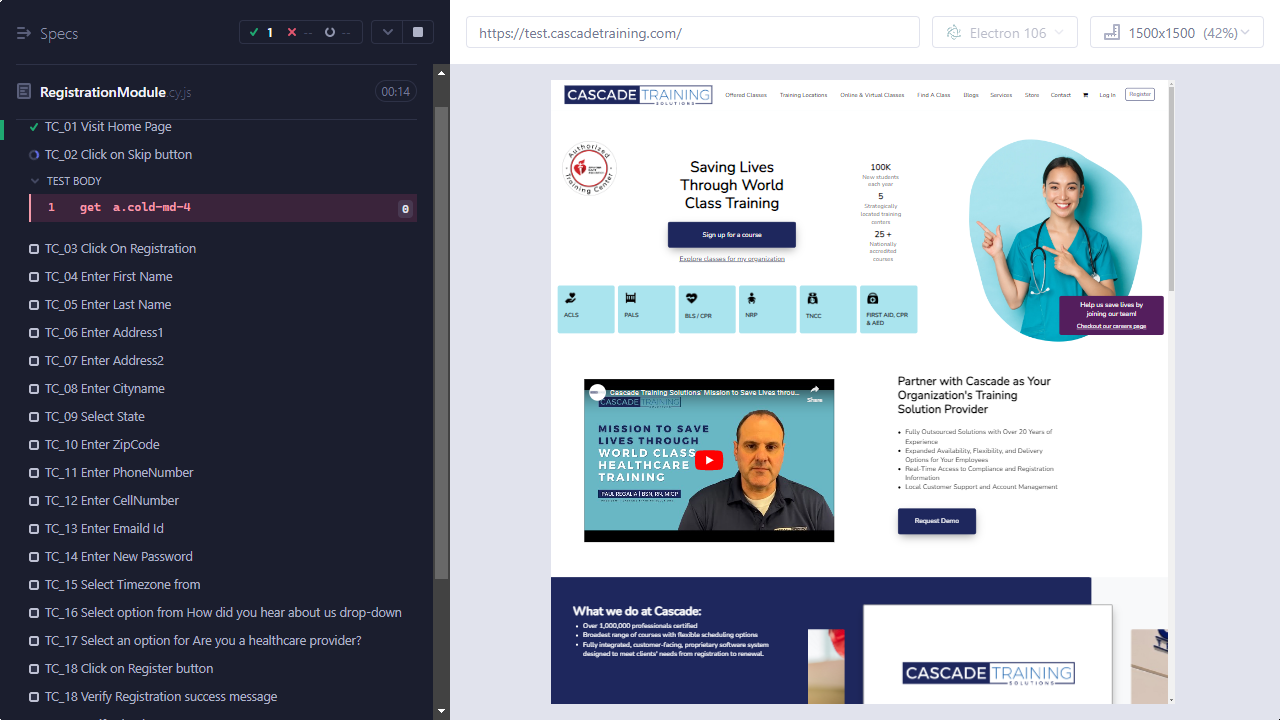 Specs
1
--
--
https://test.cascadetraining.com/
Electron 106
1500x1500 (42%)
RegistrationModule.cy.js
00:14
TC_01 Visit Home Page
TC_02 Click on Skip button
TEST BODY
1 get a.cold-md-5
0
TC_03 Click On Registration
TC_04 Enter First Name
TC_05 Enter Last Name
TC_06 Enter Address1
TC_07 Enter Address2
TC_08 Enter Cityname
TC_09 Select State
TC_10 Enter ZipCode
TC_11 Enter PhoneNumber
TC_12 Enter CellNumber
TC_13 Enter Emaild Id
TC_14 Enter New Password
TC_15 Select Timezone from
TC_16 Select option from How did you hear about us drop-down
TC_17 Select an option for Are you a healthcare provider?
TC_18 Click on Register button
TC_18 Verify Registration success message
CASCADE TRAINING
SOLUTIONS
Offered Classes
Training Locations
Online & Virtual Classes
Find A Class
Blogs
Services
Store
Contact
Log In
Register
Authorized
Training Center
Saving Lives
Through World
Class Training
Sign up for a course
Explore classes for my organization
100K
New students
each year
5
Strategically
located training
centers
25 +
Nationally
accredited
courses
Help us save lives by
joining our team!
Checkout our careers page
ACLS
PALS
BLS / CPR
NRP
TNCC
FIRST AID, CPR
& AED
Cascade Training Solutions' Mission to Save Lives throu...
Share
CASCADE TRAINING
MISSION TO SAVE
LIVES THROUGH
WORLD CLASS
HEALTHCARE
TRAINING
PAUL REGALA | BSN, RN, MICP
Partner with Cascade as Your
Organization's Training
Solution Provider
Fully Outsourced Solutions with Over 20 Years of
Experience
Expanded Availability, Flexibility, and Delivery
Options for Your Employees
Real-Time Access to Compliance and Registration
Information
Local Customer Support and Account Management
Request Demo
What we do at Cascade:
Over 1,000,000 professionals certified
Broadest range of courses with flexible scheduling options
Fully integrated, customer-facing, proprietary software system
designed to meet clients' needs from registration to renewal.
CASCADE TRAINING
SOLUTIONS